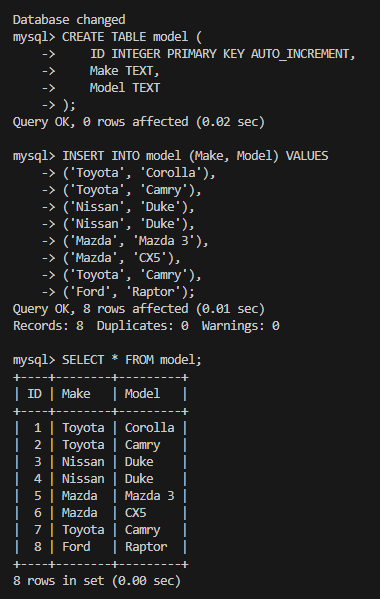 Database changed
mysql> CREATE TABLE model (
    ->     ID INTEGER PRIMARY KEY AUTO_INCREMENT,
    ->     Make TEXT,
    ->     Model TEXT
    -> );
Query OK, 0 rows affected (0.02 sec)

mysql> INSERT INTO model (Make, Model) VALUES
    -> ('Toyota', 'Corolla'),
    -> ('Toyota', 'Camry'),
    -> ('Nissan', 'Duke'),
    -> ('Nissan', 'Duke'),
    -> ('Mazda', 'Mazda 3'),
    -> ('Mazda', 'CX5'),
    -> ('Toyota', 'Camry'),
    -> ('Ford', 'Raptor');
Query OK, 8 rows affected (0.01 sec)
Records: 8  Duplicates: 0  Warnings: 0

mysql> SELECT * FROM model;
+----+--------+---------+
| ID | Make   | Model   |
+----+--------+---------+
|  1 | Toyota | Corolla |
|  2 | Toyota | Camry   |
|  3 | Nissan | Duke    |
|  4 | Nissan | Duke    |
|  5 | Mazda  | Mazda 3 |
|  6 | Mazda  | CX5     |
|  7 | Toyota | Camry   |
|  8 | Ford   | Raptor  |
+----+--------+---------+
8 rows in set (0.00 sec)